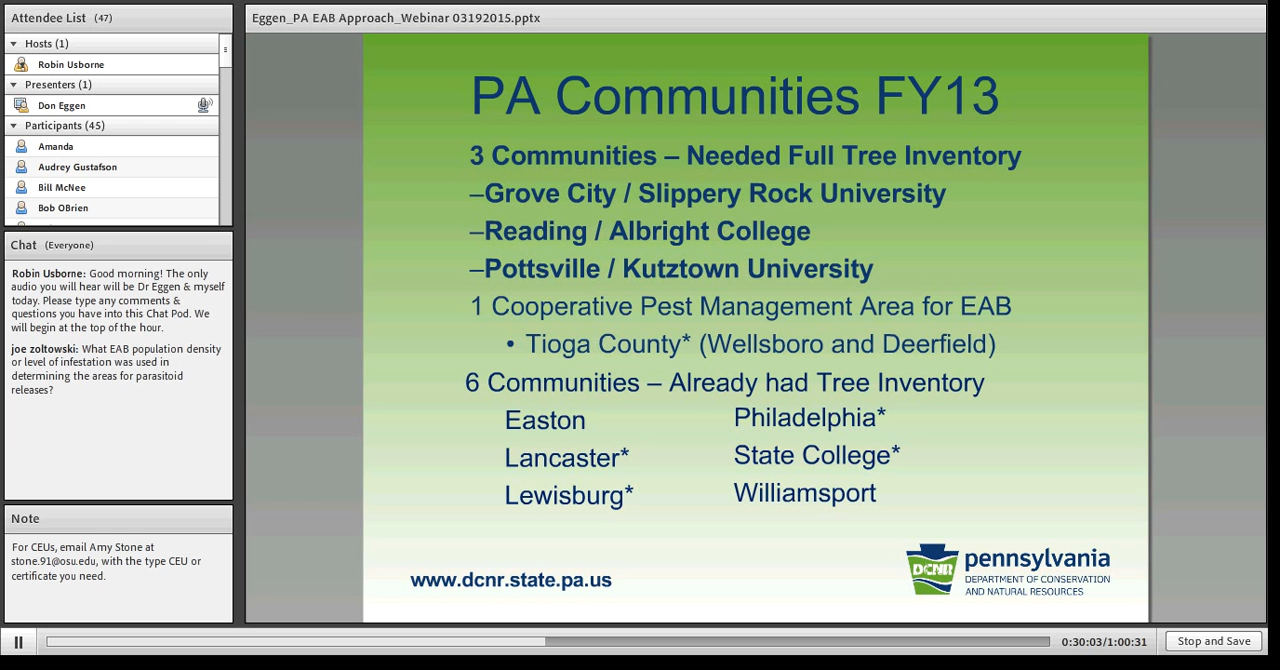 Attendee List (47)
Hosts (1)
Robin Usborne
Presenters (1)
Don Eggen
Participants (45)
Amanda
Audrey Gustafson
Bill McNee
Bob OBrien
Chat (Everyone)
Robin Usborne: Good morning! The only
audio you will hear will be Dr Eggen & myself
today. Please type any comments &
questions you have into this Chat Pod. We
will begin at the top of the hour.
joe zoltowski: What EAB population density
or level of infestation was used in
determining the areas for parasitoid
releases?
Note
For CEUs, email Amy Stone at
stone.91@osu.edu, with the type CEU or
certificate you need.
Eggen_PA EAB Approach_Webinar 03192015.pptx
PA Communities FY13
3 Communities – Needed Full Tree Inventory
–Grove City / Slippery Rock University
–Reading / Albright College
–Pottsville / Kutztown University
1 Cooperative Pest Management Area for EAB
• Tioga County* (Wellsboro and Deerfield)
6 Communities – Already had Tree Inventory
Easton Philadelphia*
Lancaster* State College*
Lewisburg* Williamsport
www.dcnr.state.pa.us
DCNR
pennsylvania
DEPARTMENT OF CONSERVATION
AND NATURAL RESOURCES
0:30:03/1:00:31
Stop and Save